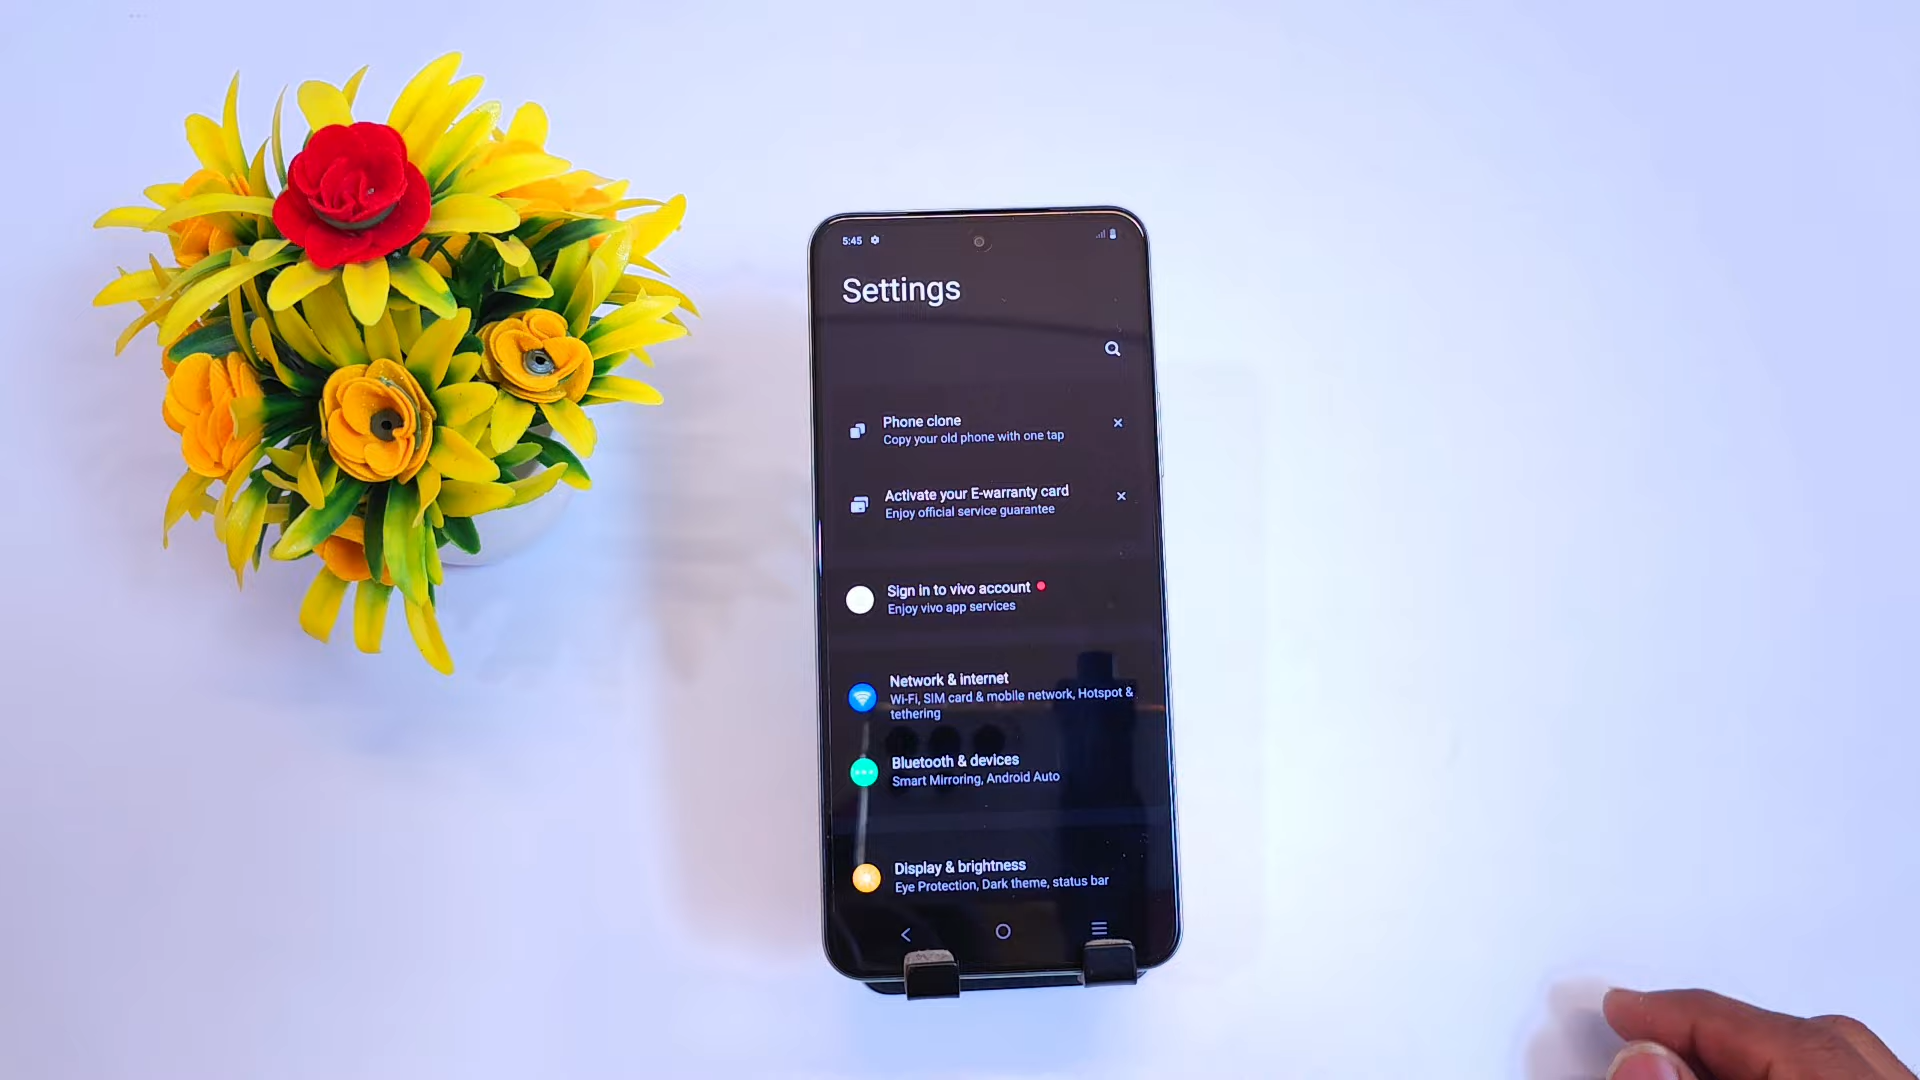 5:45
Settings
Phone clone
Copy your old phone with one tap
Activate your E-warranty card
Enjoy official service guarantee
Sign in to vivo account
Enjoy vivo app services
Network & internet
Wi-Fi, SIM card & mobile network, Hotspot &
tethering
Bluetooth & devices
Smart Mirroring, Android Auto
Display & brightness
Eye Protection, Dark theme, status bar